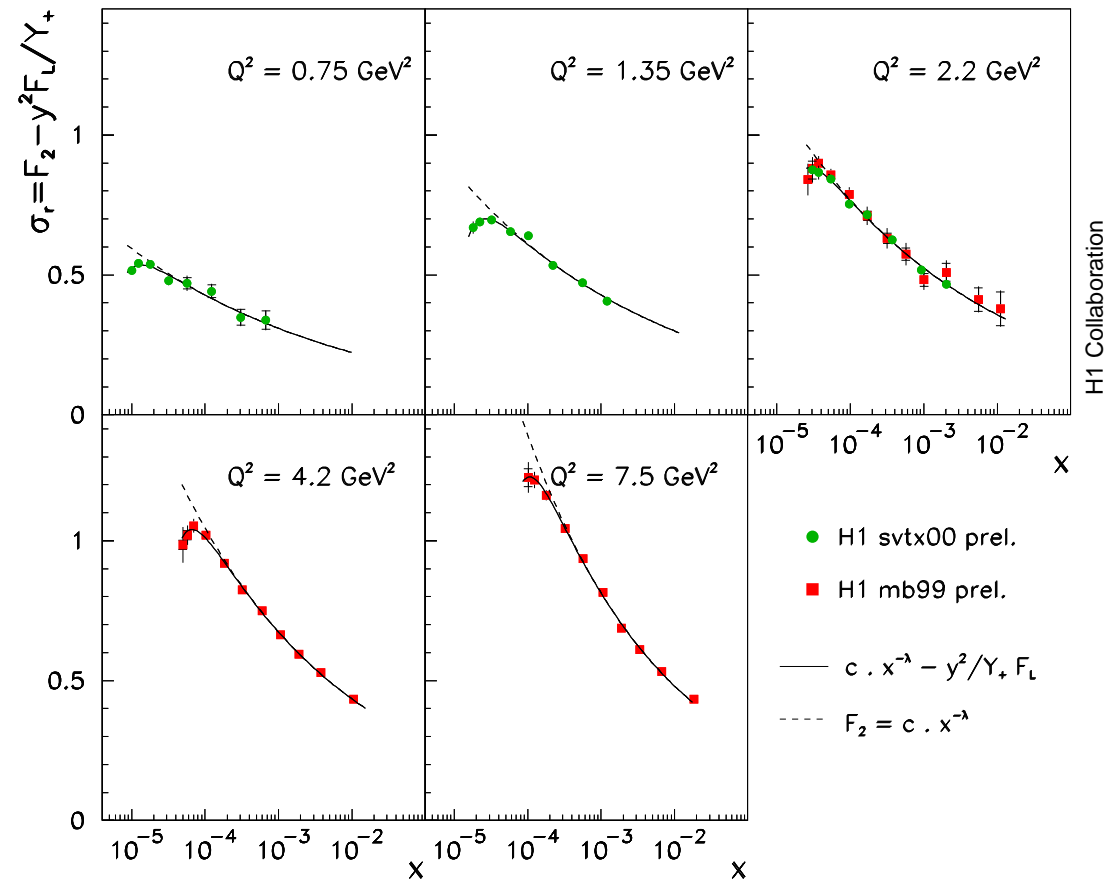 σᵣ=F₂−y²F_L/Y₊
Q² = 0.75 GeV²
Q² = 1.35 GeV²
Q² = 2.2 GeV²
1
0.5
0
10⁻⁵ 10⁻⁴ 10⁻³ 10⁻²
x
H1 Collaboration
Q² = 4.2 GeV²
Q² = 7.5 GeV²
1
0.5
0
10⁻⁵ 10⁻⁴ 10⁻³ 10⁻²
x
10⁻⁵ 10⁻⁴ 10⁻³ 10⁻²
x
H1 svtx00 prel.
H1 mb99 prel.
c . x⁻λ − y²/Y₊ F_L
F₂ = c . x⁻λ